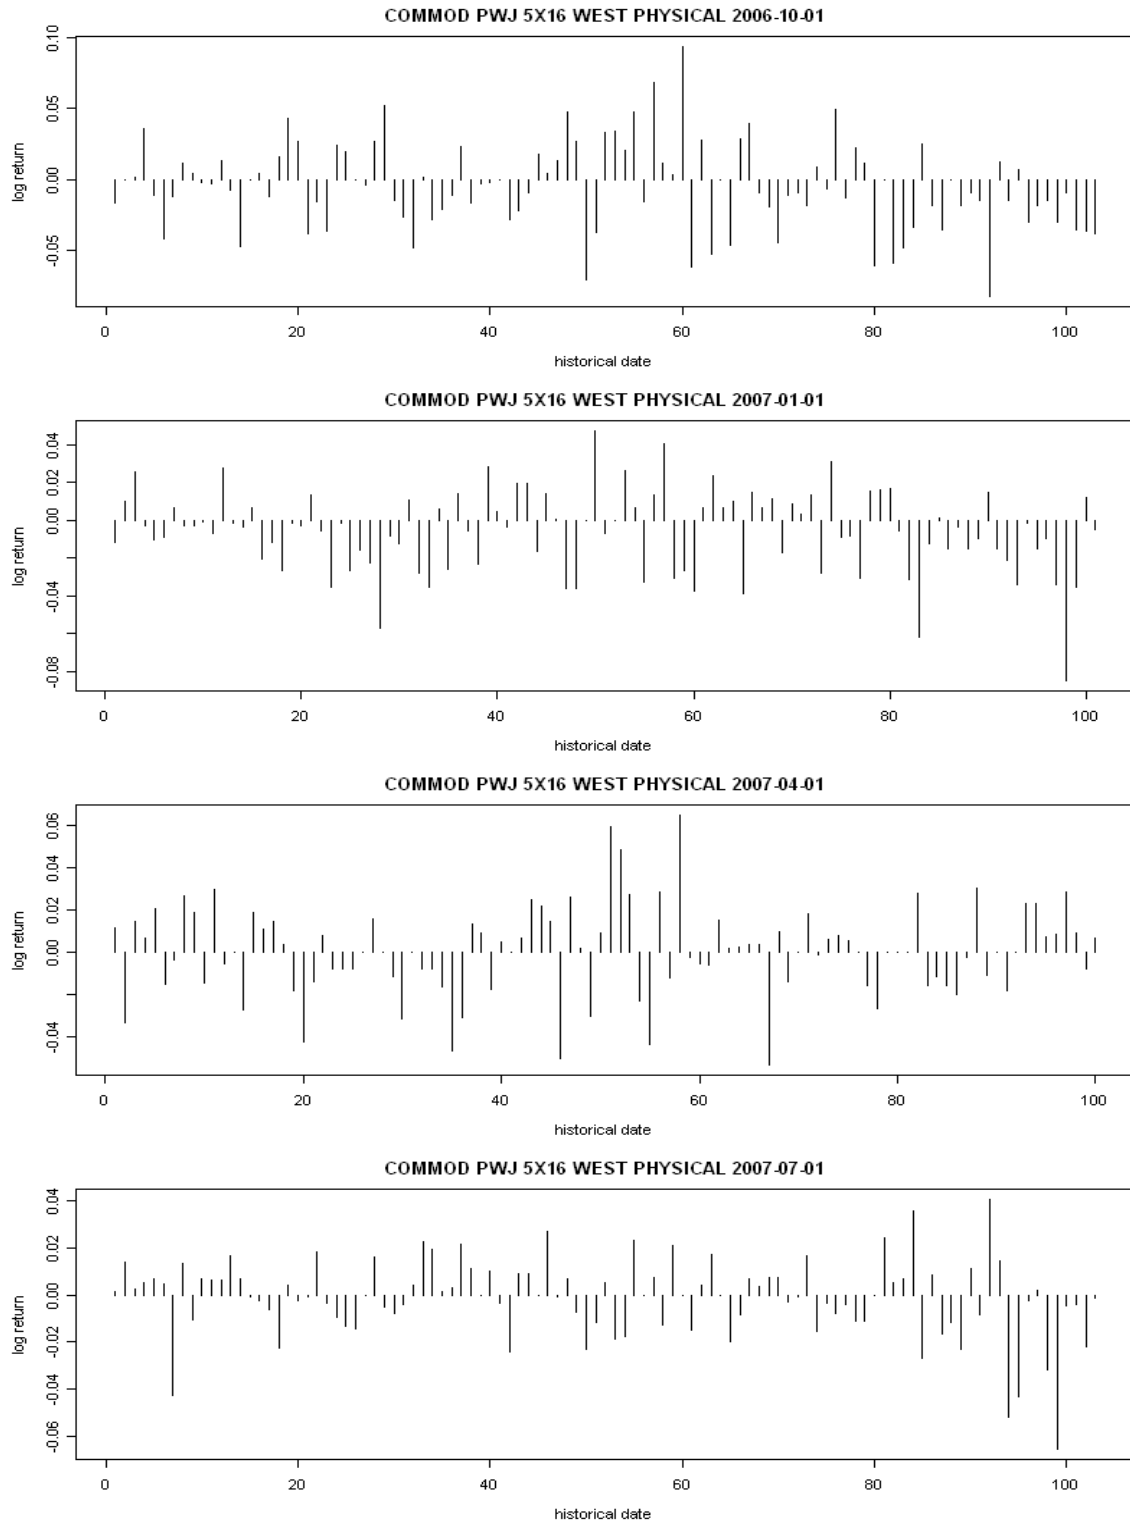 COMMOD PWJ 5X16 WEST PHYSICAL 2006-10-01
0.10
0.05
0.00
-0.05
log return
0 20 40 60 80 100
historical date
COMMOD PWJ 5X16 WEST PHYSICAL 2007-01-01
0.04
0.02
0.00
-0.04
-0.08
log return
0 20 40 60 80 100
historical date
COMMOD PWJ 5X16 WEST PHYSICAL 2007-04-01
0.06
0.04
0.02
0.00
-0.04
log return
0 20 40 60 80 100
historical date
COMMOD PWJ 5X16 WEST PHYSICAL 2007-07-01
0.04
0.02
0.00
-0.02
-0.04
-0.06
log return
0 20 40 60 80 100
historical date